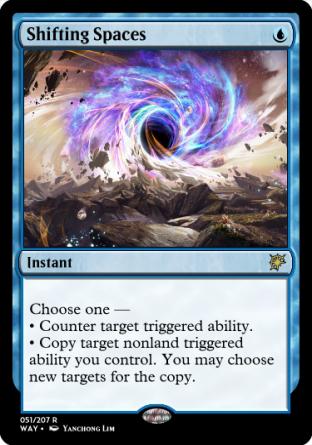 Shifting Spaces
Instant
Choose one —
• Counter target triggered ability.
• Copy target nonland triggered
ability you control. You may choose
new targets for the copy.
051/207 R
WAY • Yanchong Lim